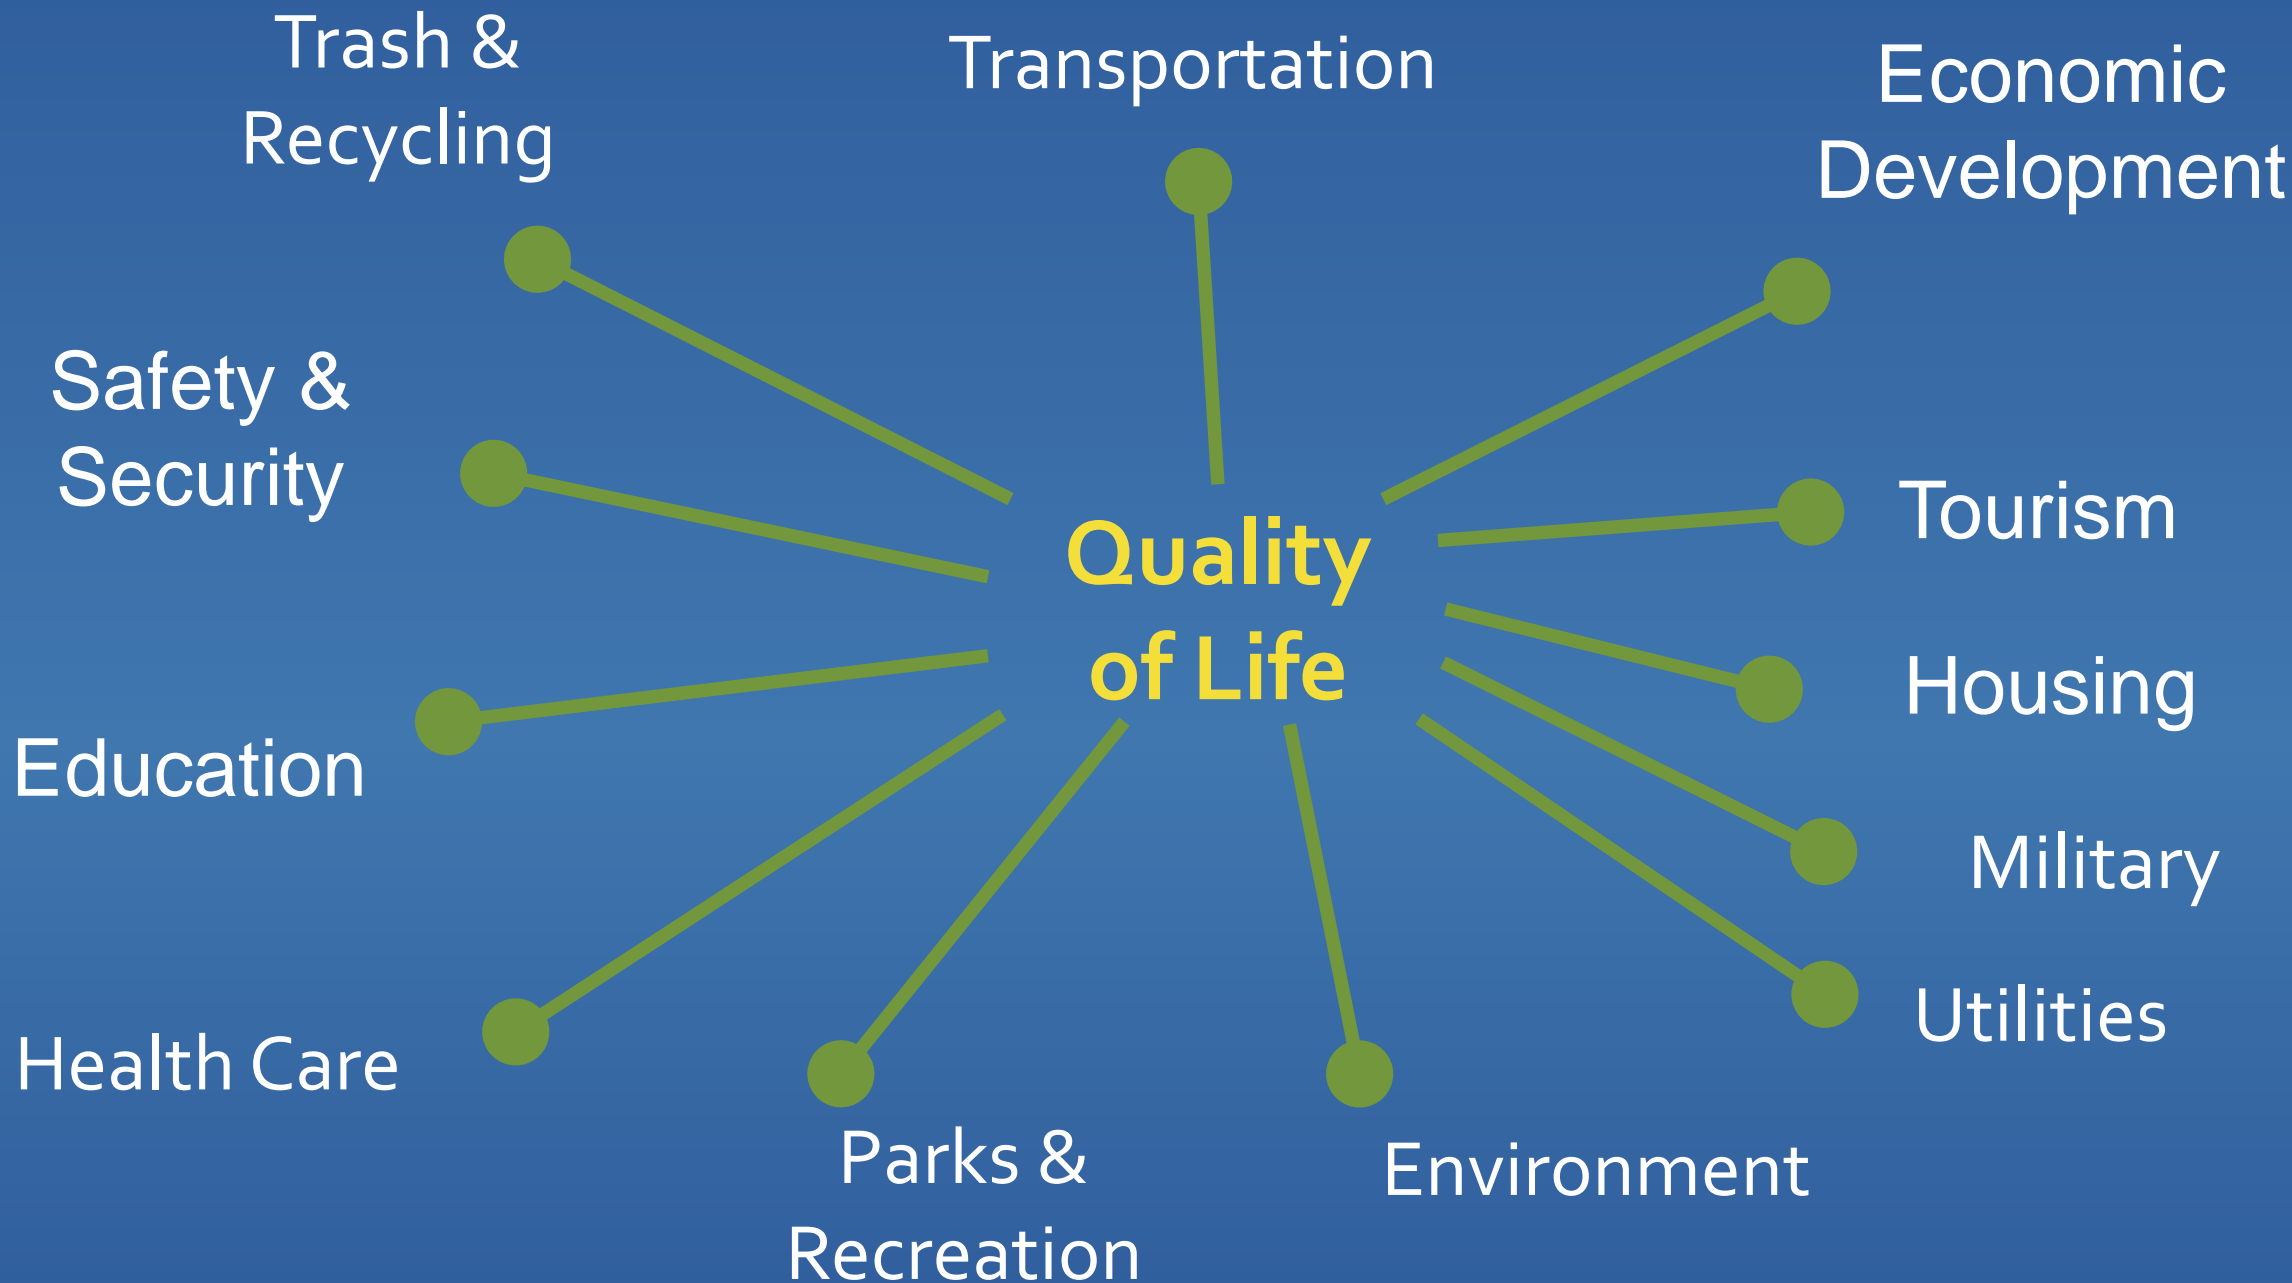 Trash &
Recycling
Transportation
Economic
Development
Safety &
Security
Quality
of Life
Tourism
Housing
Education
Military
Utilities
Health Care
Parks &
Recreation
Environment